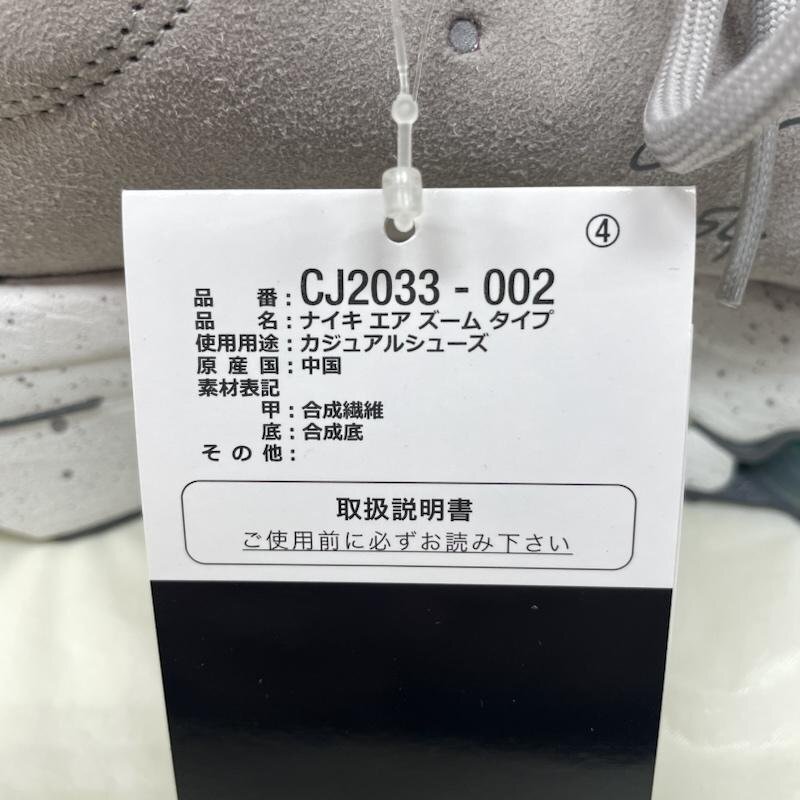 ④
品 番 : CJ2033 - 002
品 名 : ナイキ エア ズーム タイプ
使用用途 : カジュアルシューズ
原 産 国 : 中国
素材表記
甲 : 合成繊維
底 : 合成底
そ の 他 :
取扱説明書
ご使用前に必ずお読み下さい